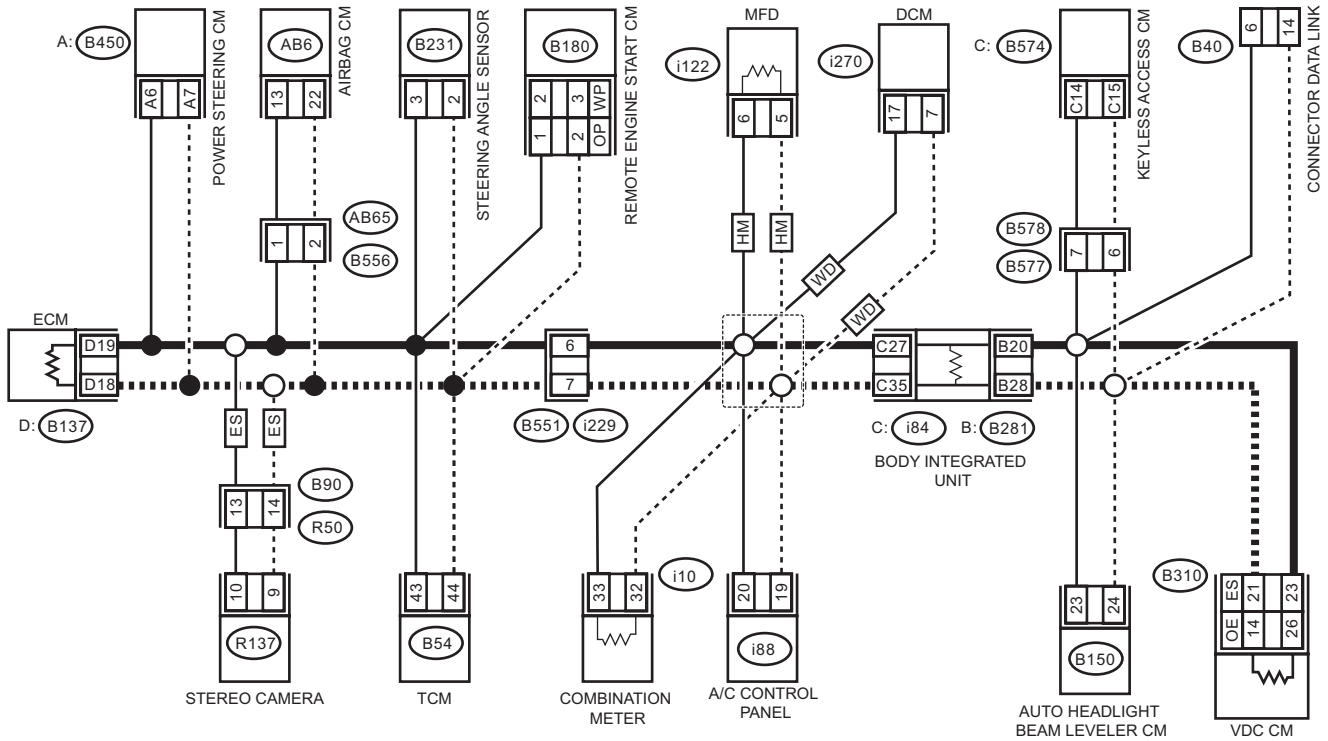 A: B450
A6 A7
POWER STEERING CM
AB6
13 22
AIRBAG CM
B231
3 2
STEERING ANGLE SENSOR
B180
2 3 WP
1 2 OP
REMOTE ENGINE START CM
MFD
i122
6 5
DCM
i270
17 7
C: B574
C14 C15
KEYLESS ACCESS CM
B40
6 14
CONNECTOR DATA LINK
1 2
AB65
B556
HM HM
WD
WD
7 6
B578
B577
ECM
D19
D18
D: B137
6
7
B551 i229
C27
C35
B20
B28
C: i84 B: B281
BODY INTEGRATED
UNIT
ES ES
13 14
B90
R50
10 9
R137
STEREO CAMERA
43 44
B54
TCM
33 32
i10
COMBINATION
METER
20 19
i88
A/C CONTROL
PANEL
23 24
B150
AUTO HEADLIGHT
BEAM LEVELER CM
B310
ES 21 23
OE 14 26
VDC CM